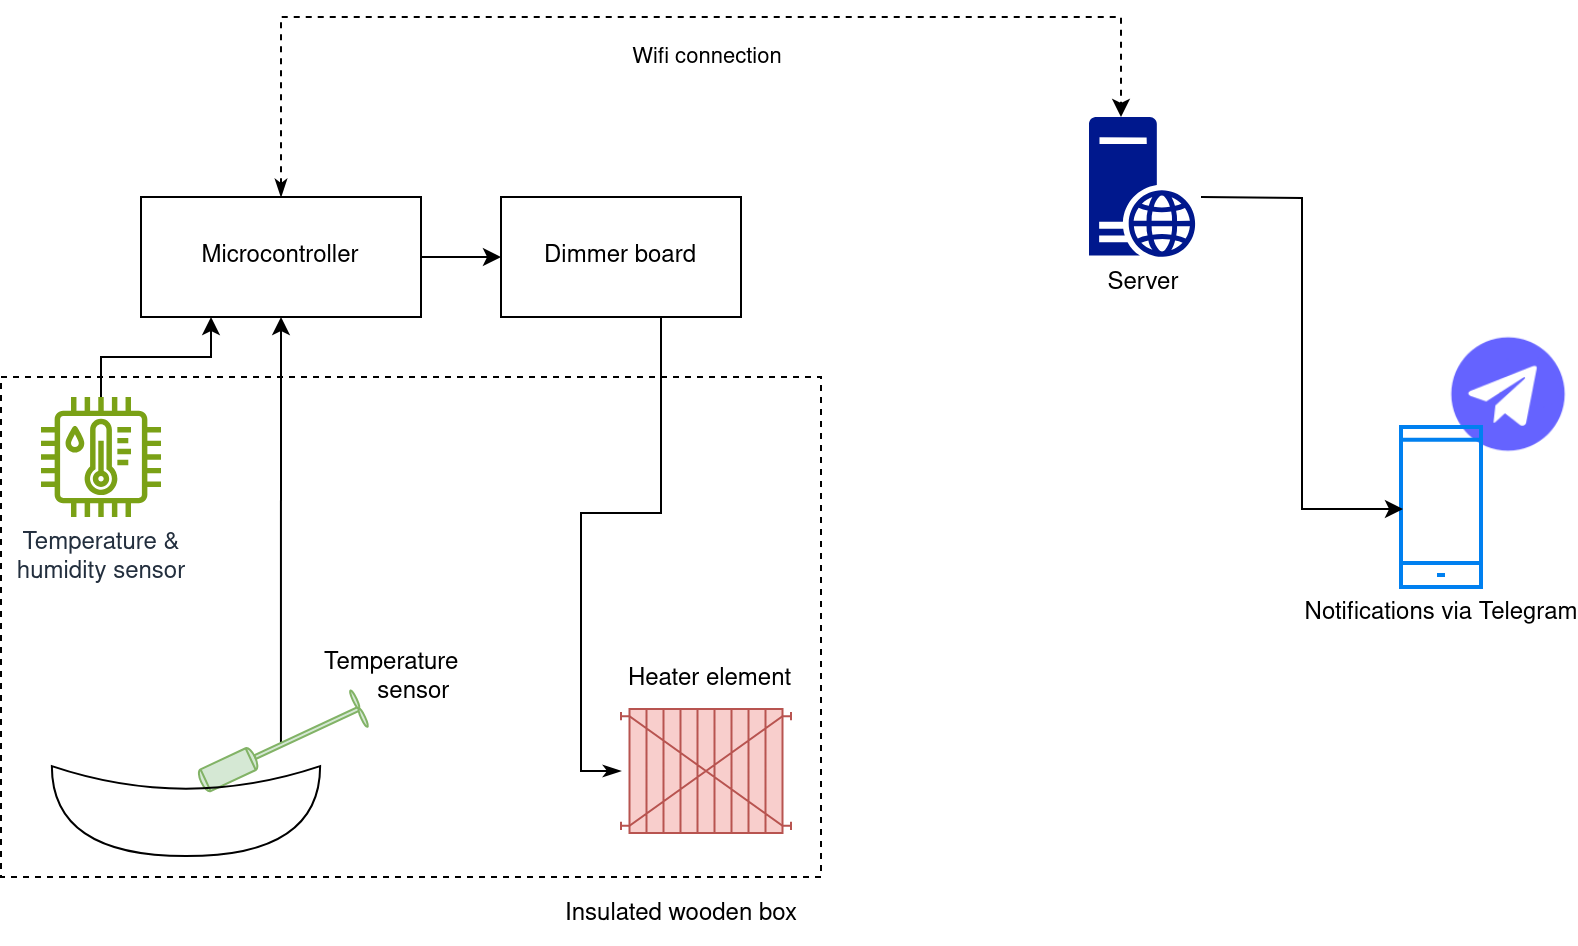 Wifi connection
Microcontroller
Dimmer board
Server
Temperature &
humidity sensor
Temperature
sensor
Heater element
Notifications via Telegram
Insulated wooden box